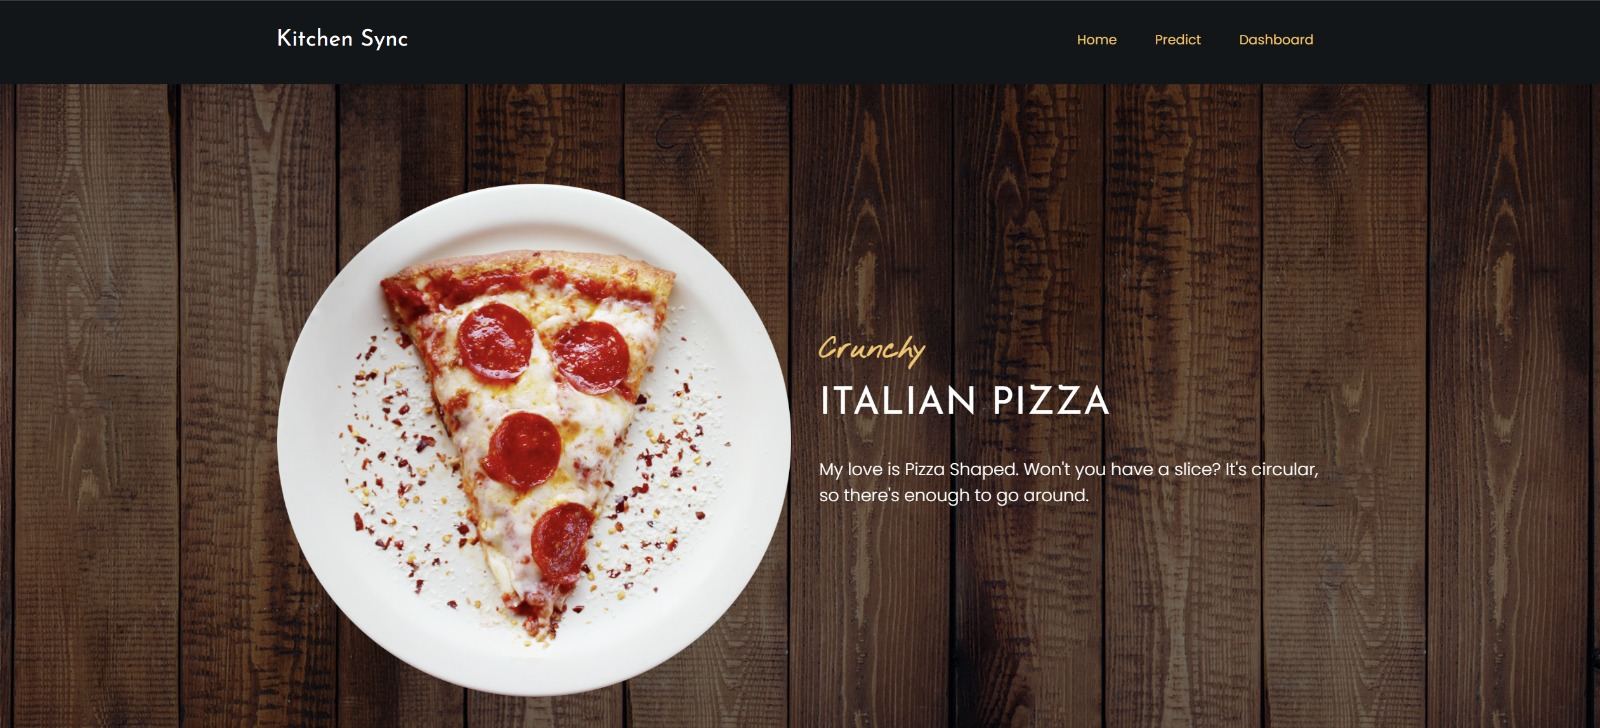 Kitchen Sync
Home Predict Dashboard
Crunchy
ITALIAN PIZZA
My love is Pizza Shaped. Won't you have a slice? It's circular,
so there's enough to go around.